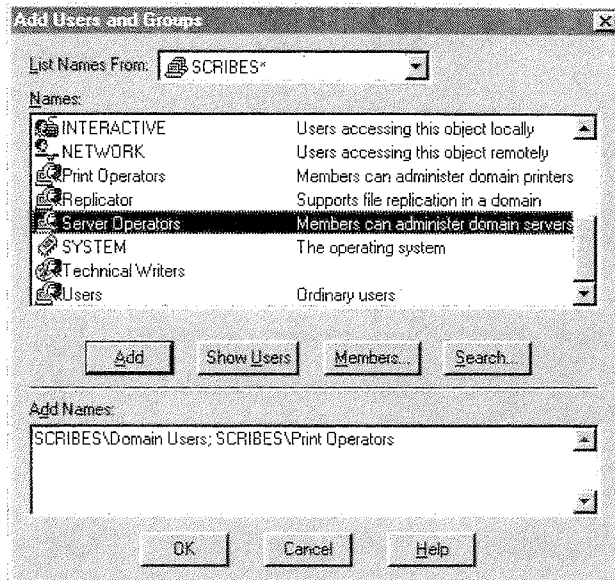 Add Users and Groups
List Names From: SCRIBES*
Names:
INTERACTIVE Users accessing this object locally
NETWORK Users accessing this object remotely
Print Operators Members can administer domain printers
Replicator Supports file replication in a domain
Server Operators Members can administer domain servers
SYSTEM The operating system
Technical Writers
Users Ordinary users
Add Show Users Members... Search...
Add Names:
SCRIBES\Domain Users; SCRIBES\Print Operators
OK Cancel Help